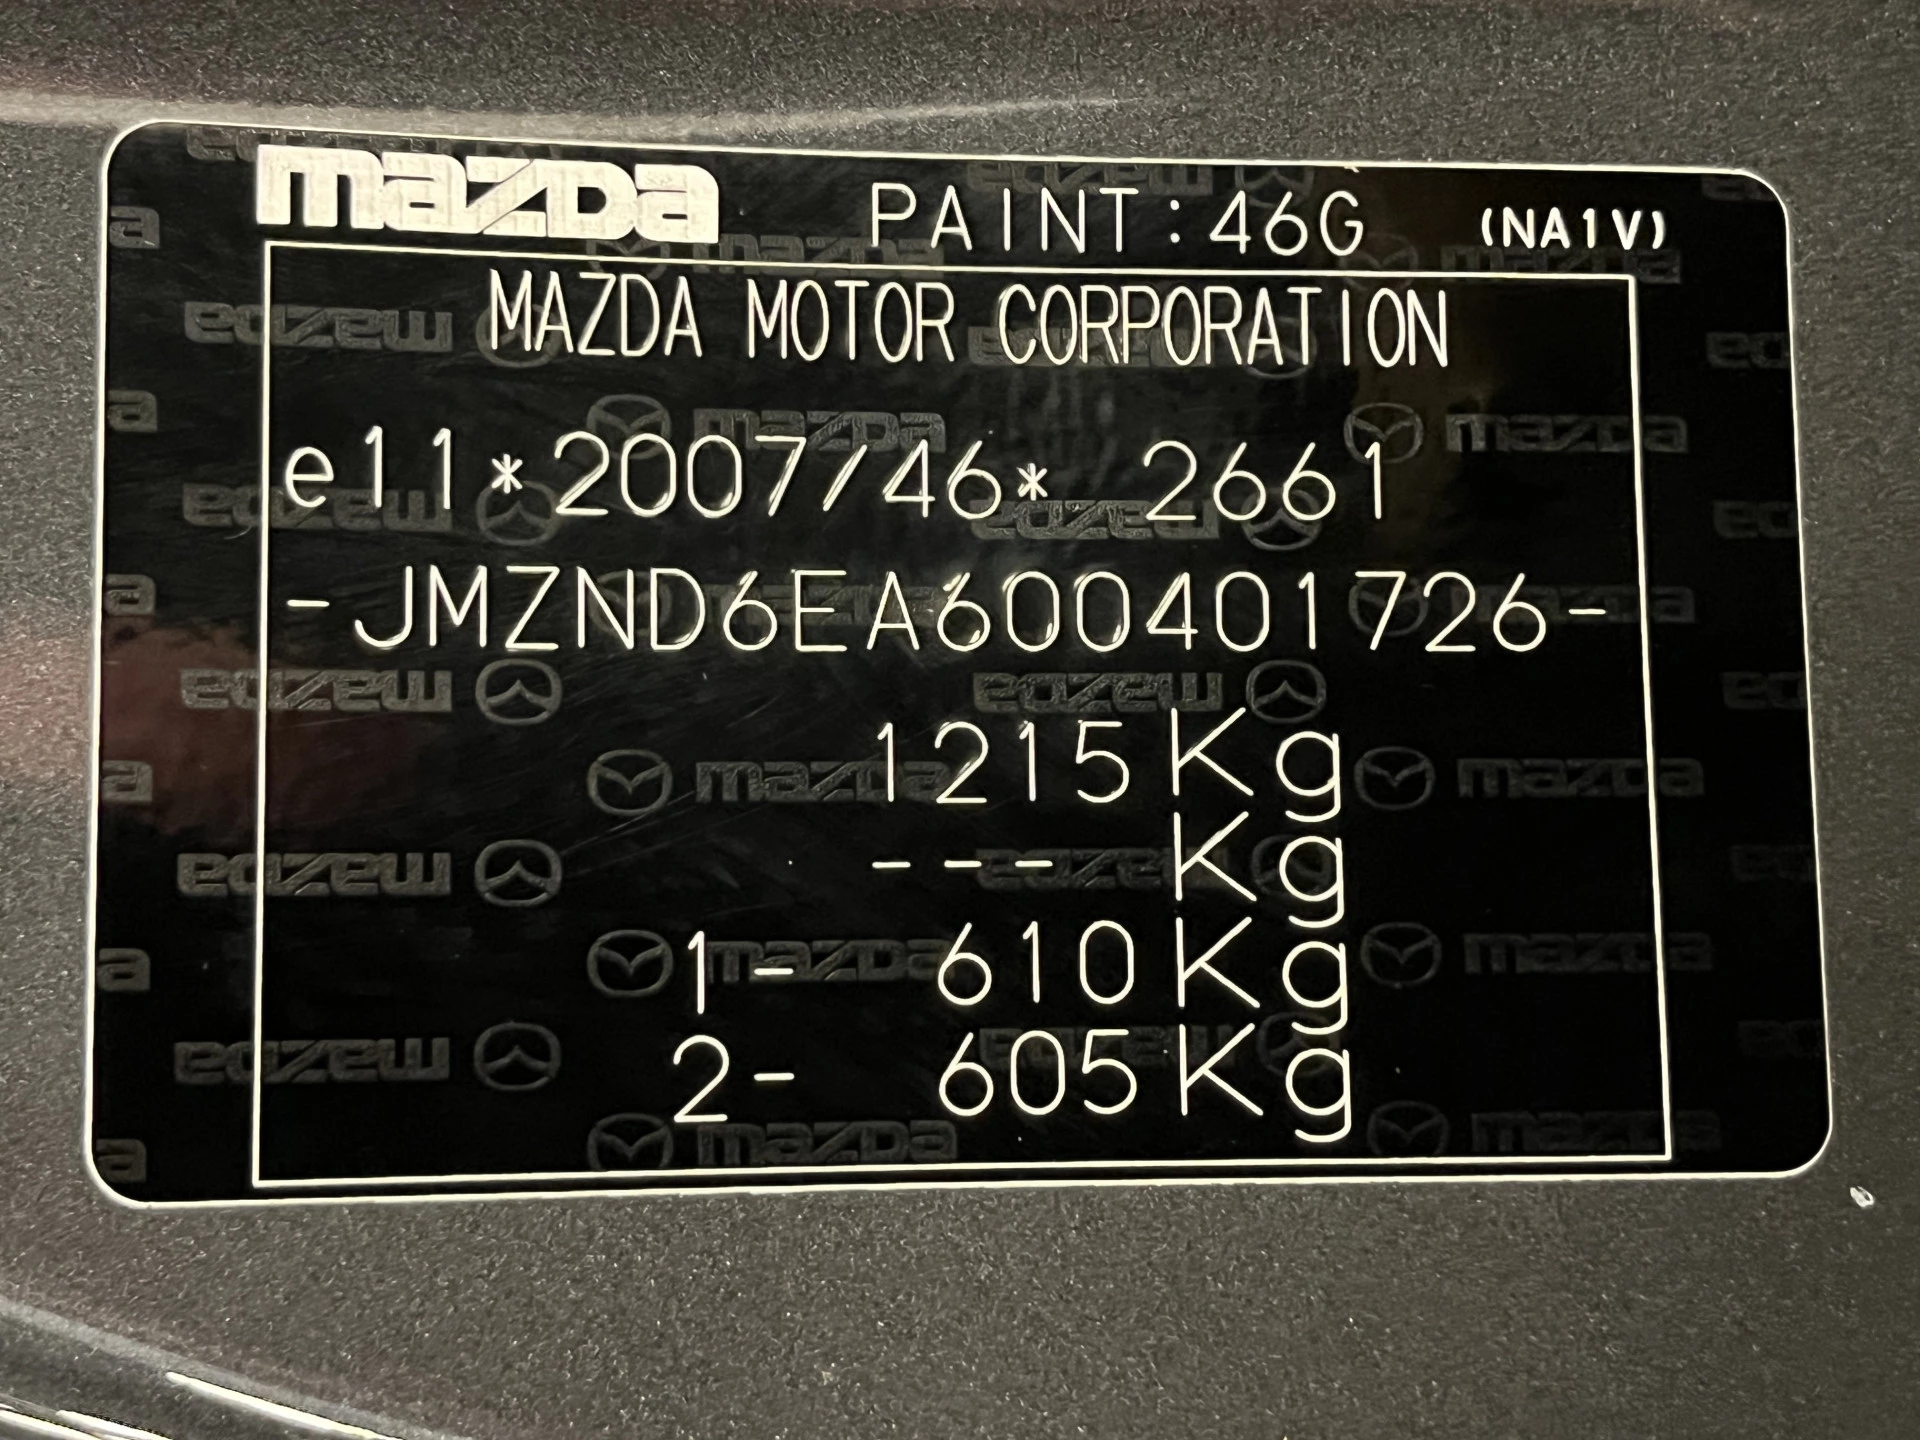 mazda PAINT:46G (NA1V)
MAZDA MOTOR CORPORATION
e11*2007/46* 2661
-JMZND6EA600401726-
1215Kg
---Kg
1- 610Kg
2- 605Kg